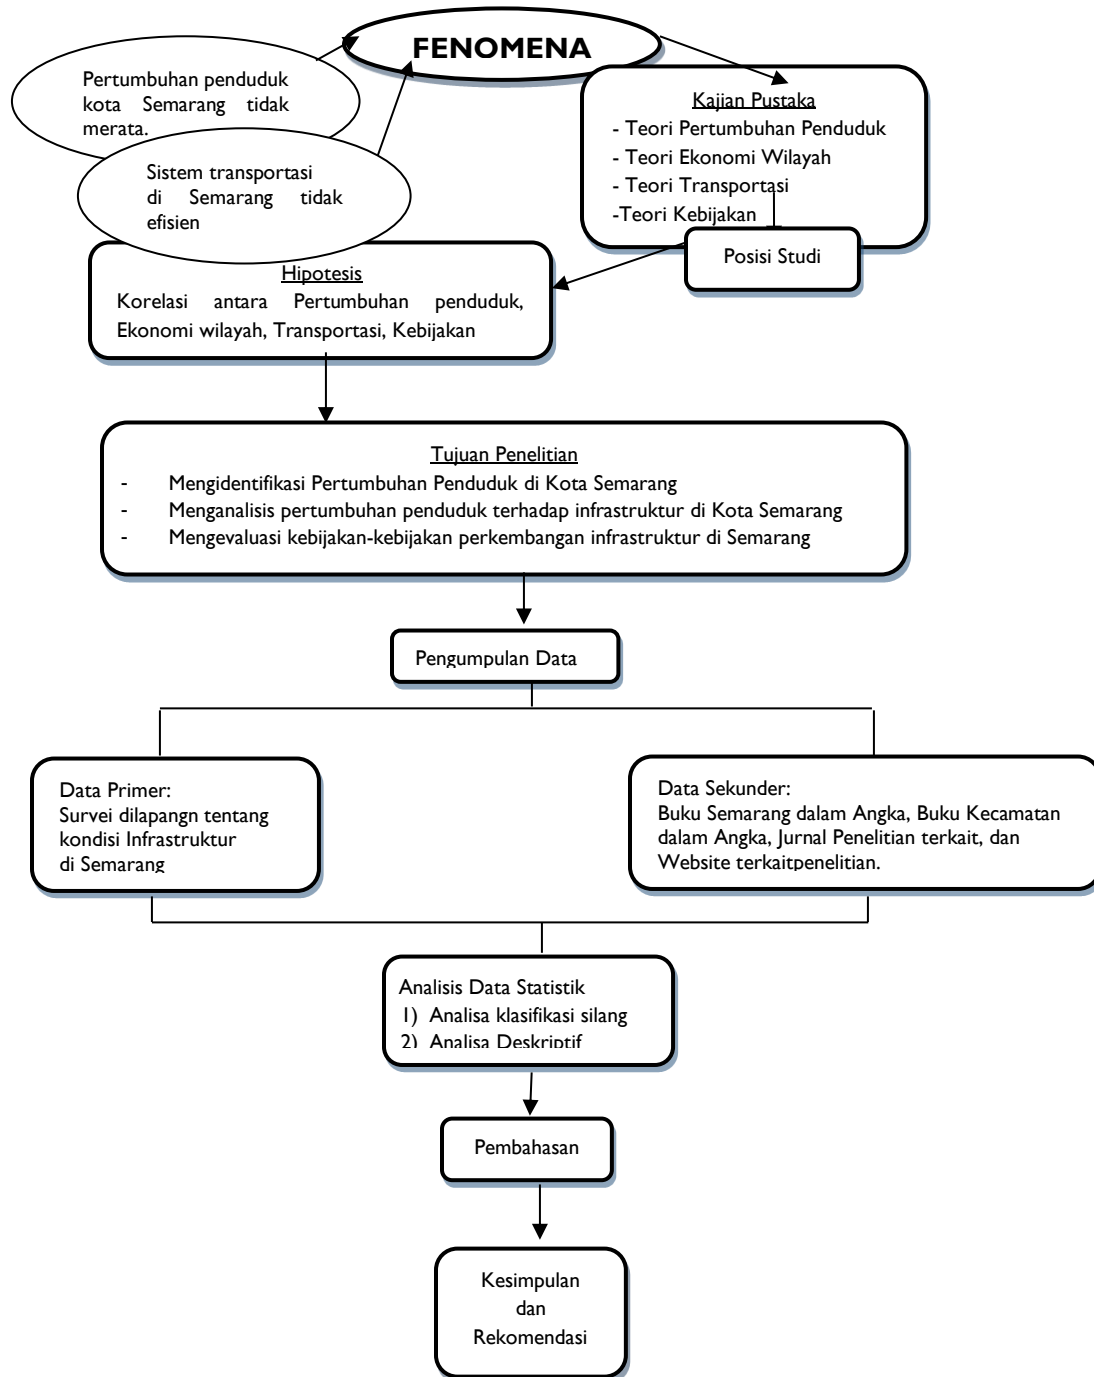 FENOMENA
Pertumbuhan penduduk
kota Semarang tidak
merata.
Sistem transportasi
di Semarang tidak
efisien
Kajian Pustaka
- Teori Pertumbuhan Penduduk
- Teori Ekonomi Wilayah
- Teori Transportasi
-Teori Kebijakan
Posisi Studi
Hipotesis
Korelasi antara Pertumbuhan penduduk,
Ekonomi wilayah, Transportasi, Kebijakan
Tujuan Penelitian
- Mengidentifikasi Pertumbuhan Penduduk di Kota Semarang
- Menganalisis pertumbuhan penduduk terhadap infrastruktur di Kota Semarang
- Mengevaluasi kebijakan-kebijakan perkembangan infrastruktur di Semarang
Pengumpulan Data
Data Primer:
Survei dilapangn tentang
kondisi Infrastruktur
di Semarang
Data Sekunder:
Buku Semarang dalam Angka, Buku Kecamatan
dalam Angka, Jurnal Penelitian terkait, dan
Website terkaitpenelitian.
Analisis Data Statistik
1) Analisa klasifikasi silang
2) Analisa Deskriptif
Pembahasan
Kesimpulan
dan
Rekomendasi